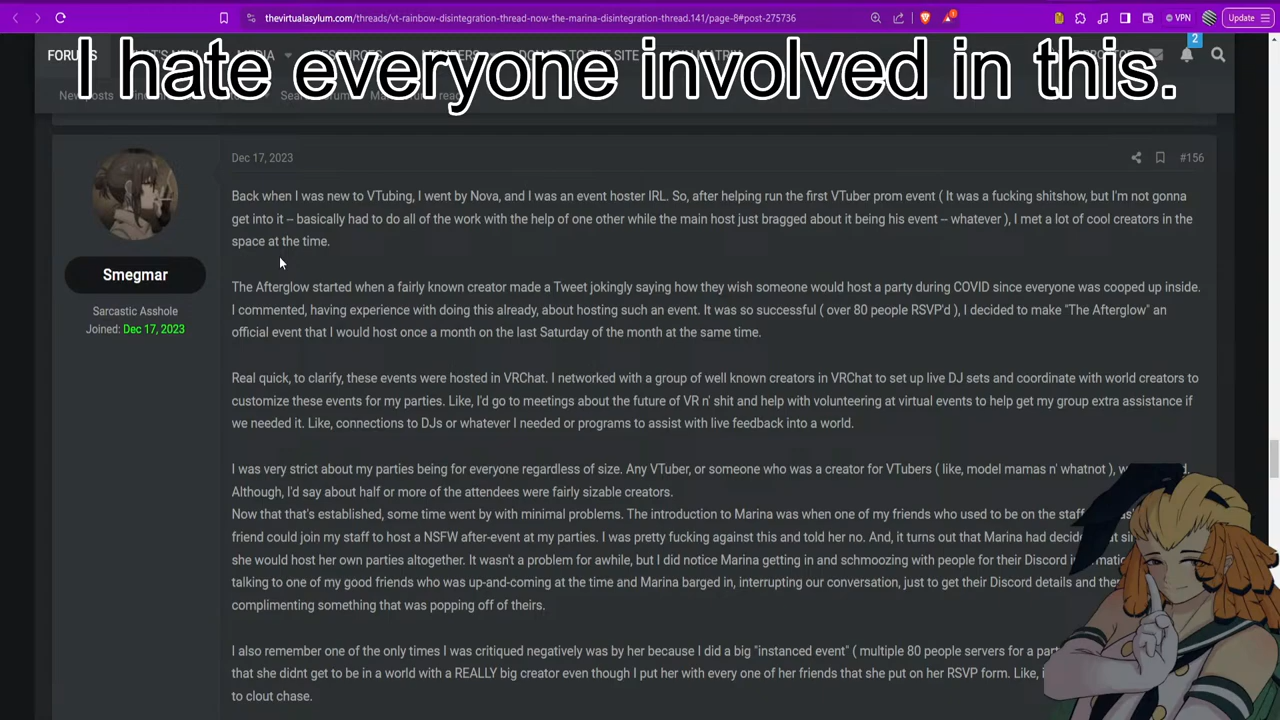 thevirtualasylum.com/threads/vt-rainbow-disintegration-thread-now-the-marina-disintegration-thread.141/page-8#post-275736
VPN
Update
I hate everyone involved in this.
2
New posts
Dec 17, 2023
#156
Back when I was new to VTubing, I went by Nova, and I was an event hoster IRL. So, after helping run the first VTuber prom event ( It was a fucking shitshow, but I'm not gonna
get into it -- basically had to do all of the work with the help of one other while the main host just bragged about it being his event -- whatever ), I met a lot of cool creators in the
space at the time.
Smegmar
Sarcastic Asshole
Joined: Dec 17, 2023
The Afterglow started when a fairly known creator made a Tweet jokingly saying how they wish someone would host a party during COVID since everyone was cooped up inside.
I commented, having experience with doing this already, about hosting such an event. It was so successful ( over 80 people RSVP'd ), I decided to make "The Afterglow" an
official event that I would host once a month on the last Saturday of the month at the same time.
Real quick, to clarify, these events were hosted in VRChat. I networked with a group of well known creators in VRChat to set up live DJ sets and coordinate with world creators to
customize these events for my parties. Like, I'd go to meetings about the future of VR n' shit and help with volunteering at virtual events to help get my group extra assistance if
we needed it. Like, connections to DJs or whatever I needed or programs to assist with live feedback into a world.
I was very strict about my parties being for everyone regardless of size. Any VTuber, or someone who was a creator for VTubers ( like, model mamas n' whatnot ),
Although, I'd say about half or more of the attendees were fairly sizable creators.
Now that that's established, some time went by with minimal problems. The introduction to Marina was when one of my friends who used to be on the staff
friend could join my staff to host a NSFW after-event at my parties. I was pretty fucking against this and told her no. And, it turns out that Marina had
she would host her own parties altogether. It wasn't a problem for awhile, but I did notice Marina getting in and schmoozing with people for their Discord
talking to one of my good friends who was up-and-coming at the time and Marina barged in, interrupting our conversation, just to get their Discord details and
complimenting something that was popping off of theirs.
I also remember one of the only times I was critiqued negatively was by her because I did a big "instanced event" ( multiple 80 people servers for a
that she didnt get to be in a world with a REALLY big creator even though I put her with every one of her friends that she put on her RSVP form. Like,
to clout chase.